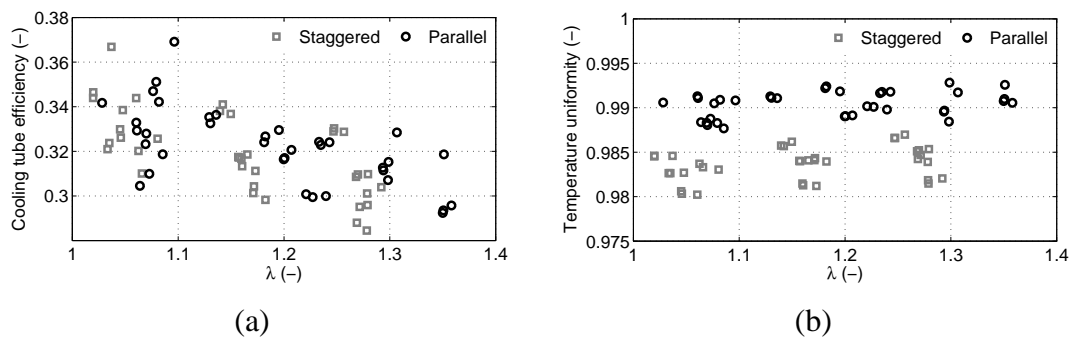 0.38
0.36
0.34
0.32
0.3
Cooling tube efficiency (–)
Staggered
Parallel
1
1.1
1.2
1.3
1.4
λ (–)
(a)
1
0.995
0.99
0.985
0.98
0.975
Temperature uniformity (–)
Staggered
Parallel
1
1.1
1.2
1.3
1.4
λ (–)
(b)